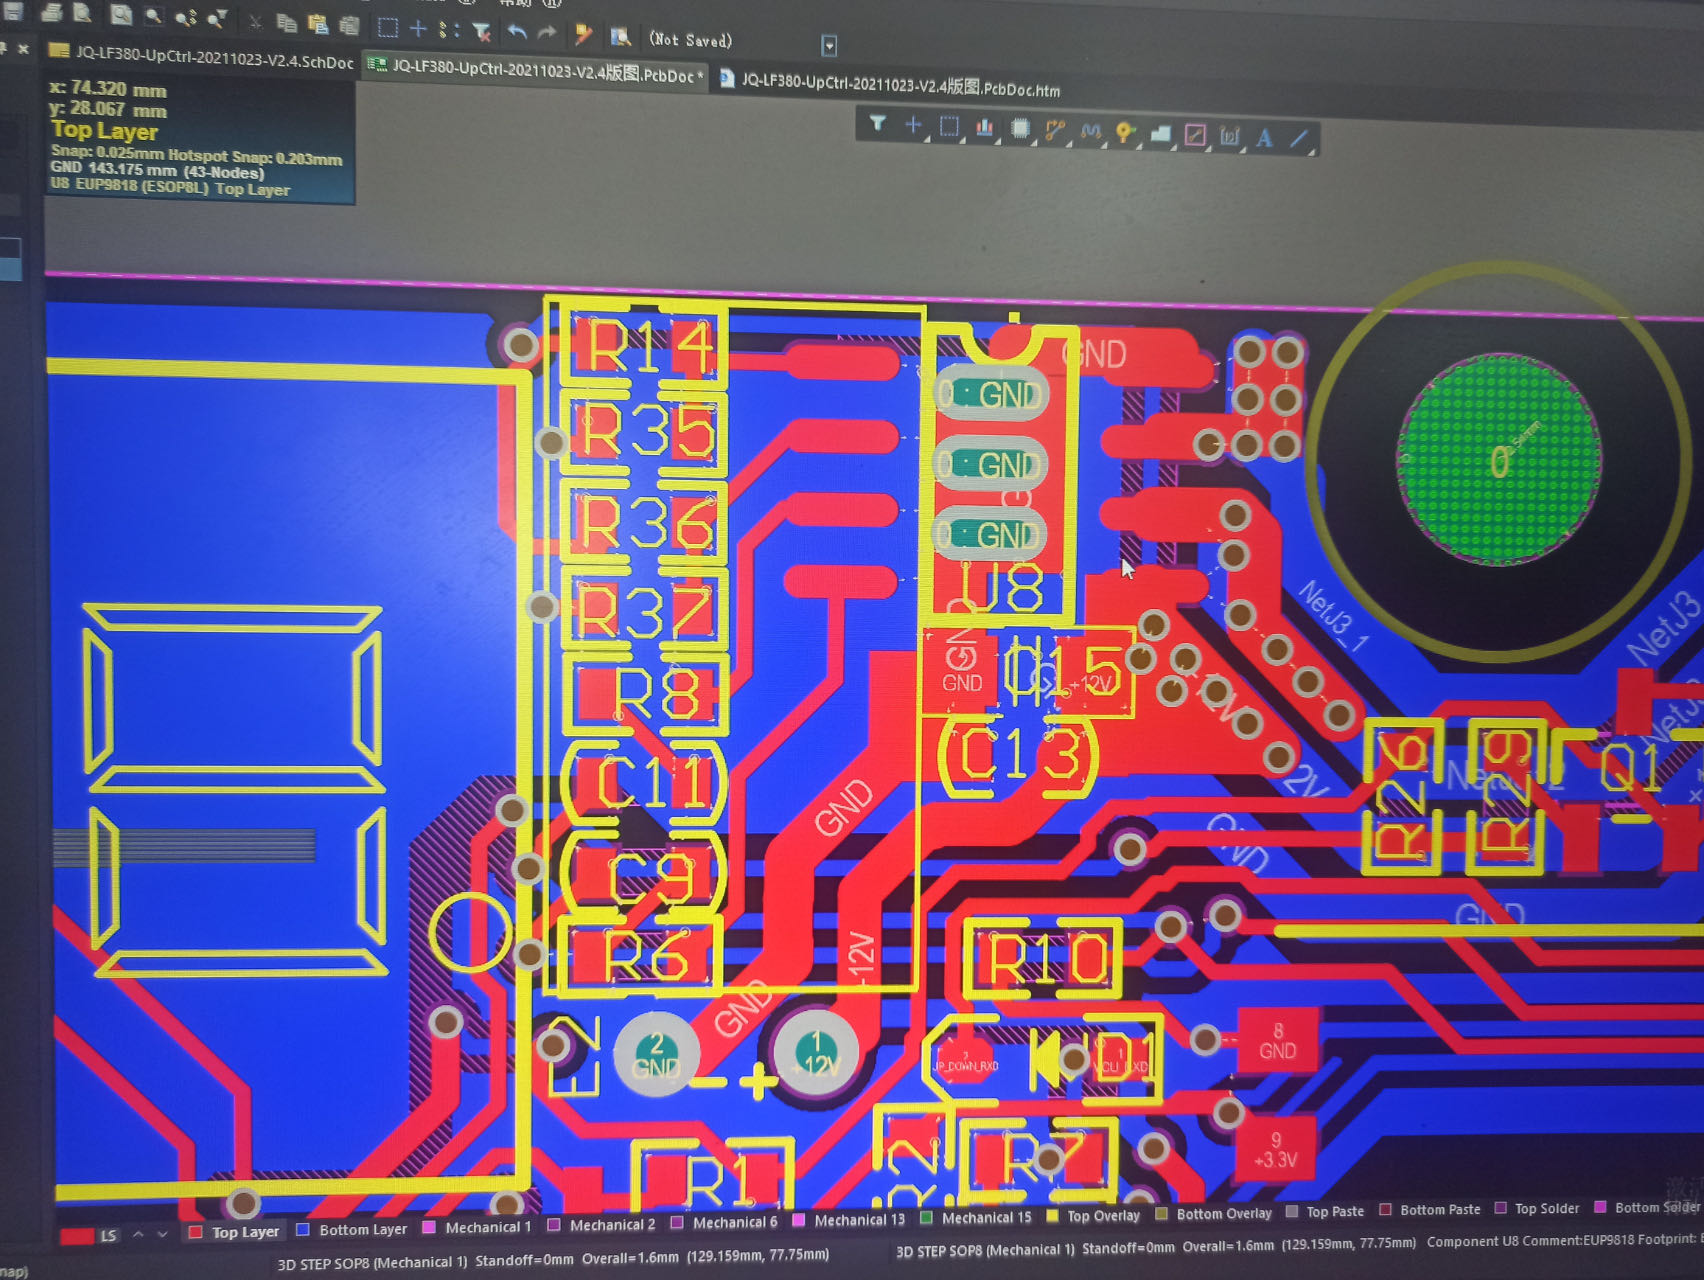 帮助 (H)
(Not Saved)
JQ-LF380-UpCtrl-20211023-V2.4.SchDoc
JQ-LF380-UpCtrl-20211023-V2.4版图.PcbDoc *
JQ-LF380-UpCtrl-20211023-V2.4版图.PcbDoc.htm
x: 74.320 mm
y: 28.067 mm
Top Layer
Snap: 0.025mm Hotspot Snap: 0.203mm
GND 143.175 mm (43-Nodes)
U8 EUP9818 (ESOP8L) Top Layer
A
R14
GND
0 : GND
R35
0 : GND
0
R36
0 : GND
U8
R37
NetJ3_1
NetJ3
GND
C15
+12V
R8
C13
C11
GND
R26
R29
Q1
C9
GND
GND
R6
+12V
R10
E2
2
GND
GND
1
+12V
JP_DOWN_RXD
D1
8
GND
R7
9
+3.3V
R1
LS
Top Layer
Bottom Layer
Mechanical 1
Mechanical 2
Mechanical 6
Mechanical 13
Mechanical 15
Top Overlay
Bottom Overlay
Top Paste
Bottom Paste
Top Solder
Bottom Solder
3D STEP SOP8 (Mechanical 1) Standoff=0mm Overall=1.6mm (129.159mm, 77.75mm)
3D STEP SOP8 (Mechanical 1) Standoff=0mm Overall=1.6mm (129.159mm, 77.75mm) Component U8 Comment:EUP9818 Footprint: